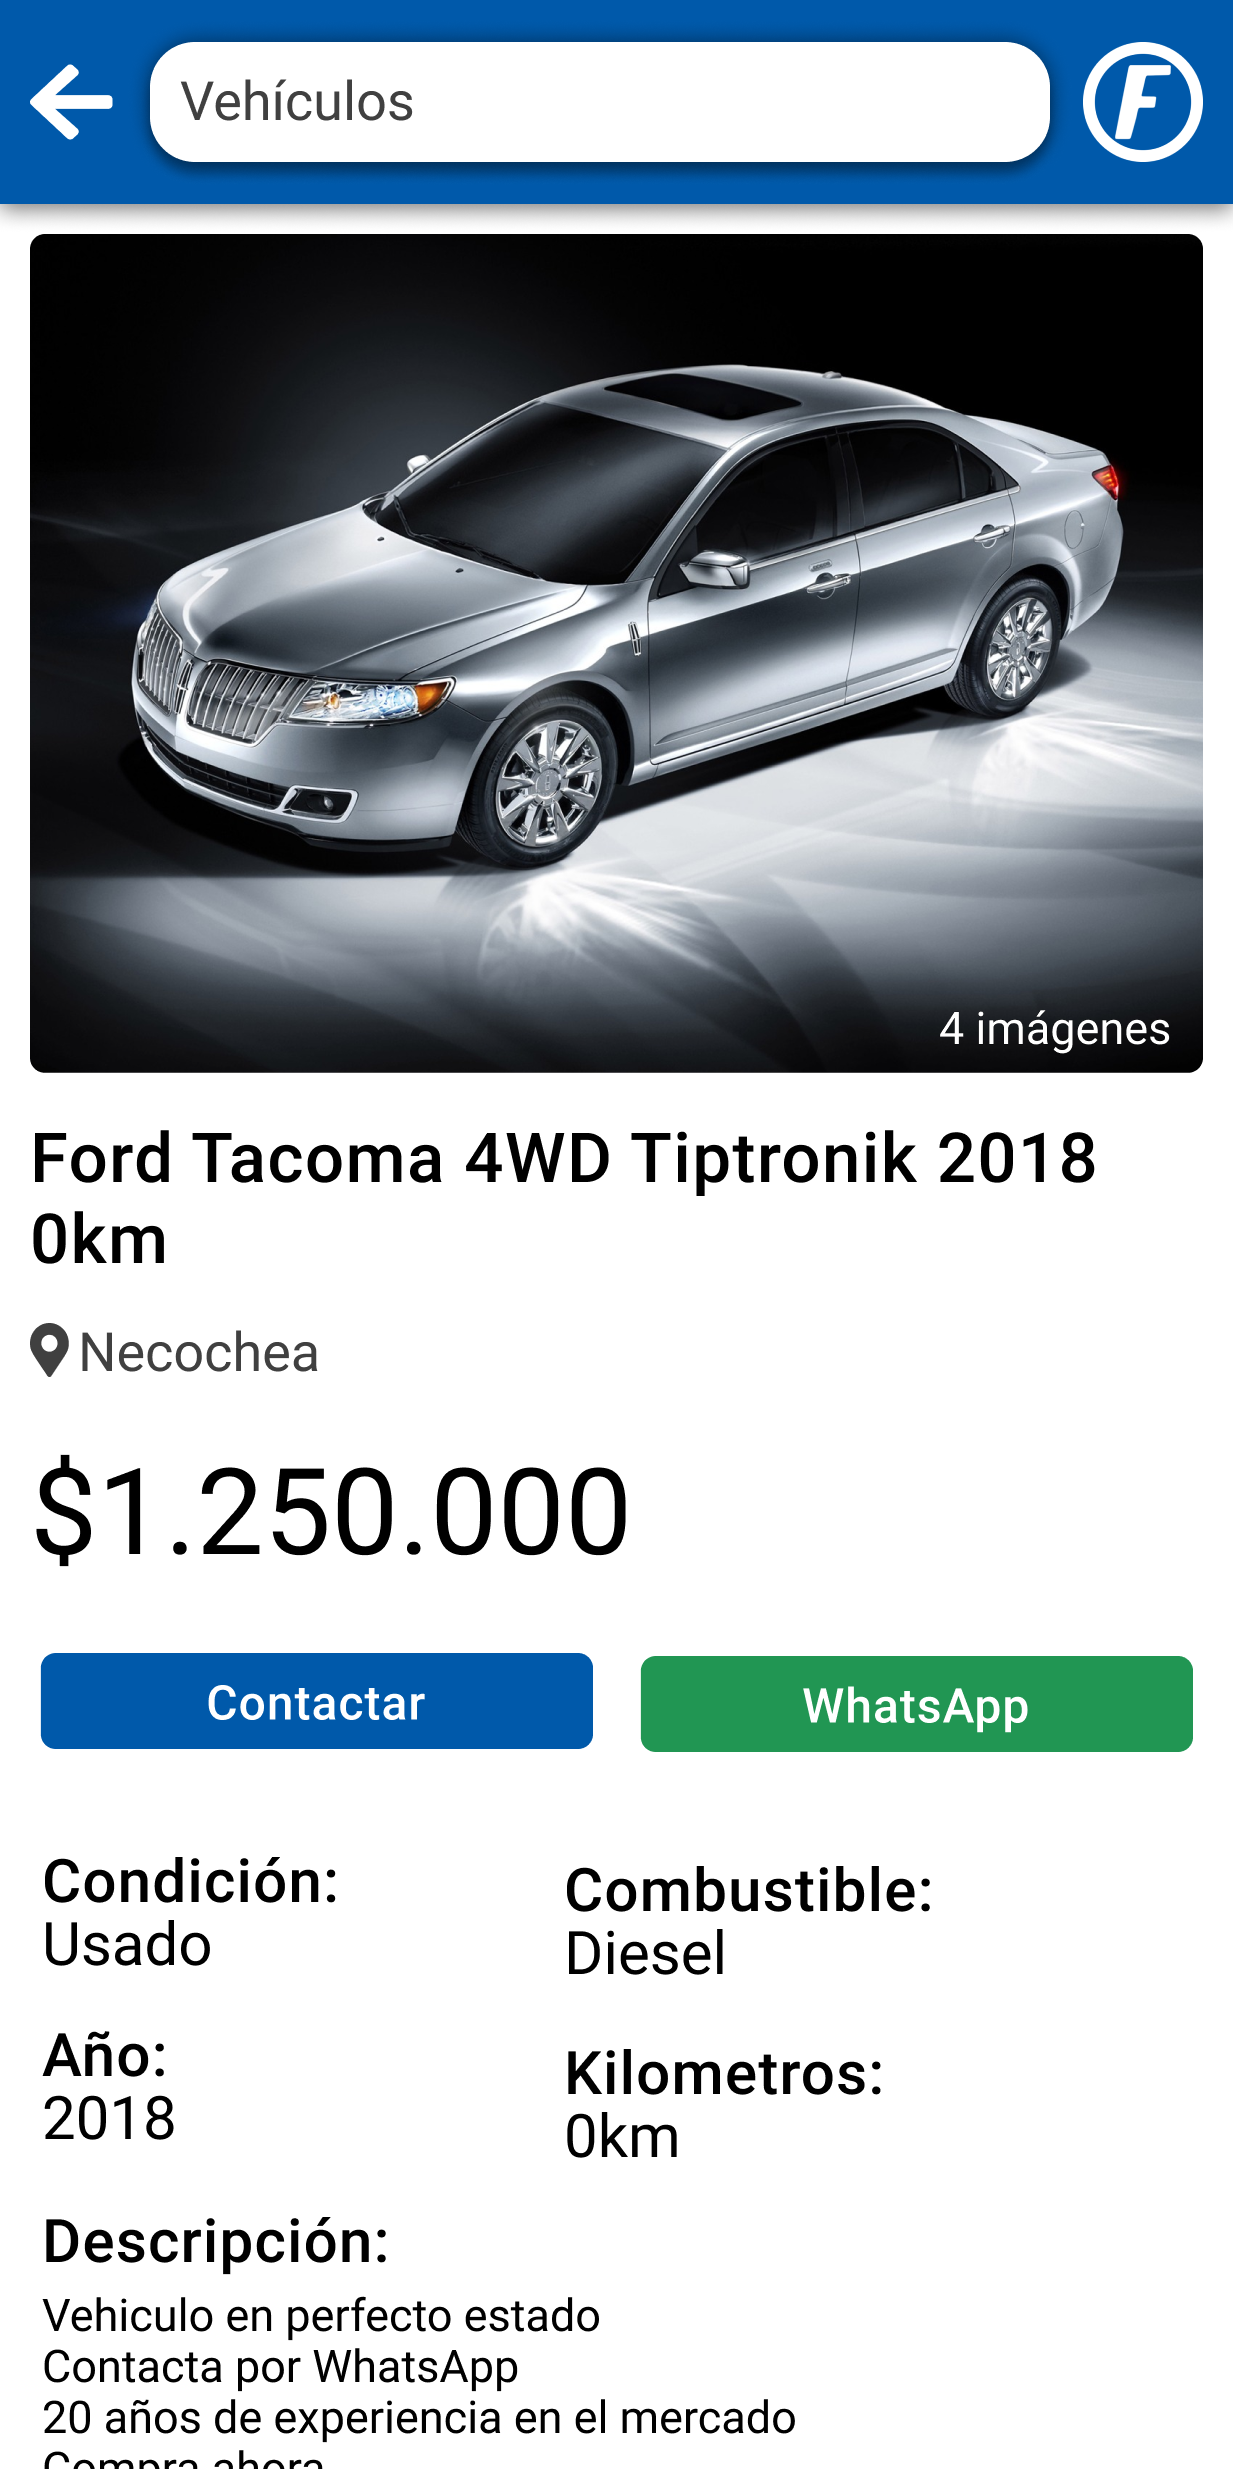 Vehículos
F
4 imágenes
Ford Tacoma 4WD Tiptronik 2018
0km
Necochea
$1.250.000
Contactar
WhatsApp
Condición:
Usado
Combustible:
Diesel
Año:
2018
Kilometros:
0km
Descripción:
Vehiculo en perfecto estado
Contacta por WhatsApp
20 años de experiencia en el mercado
Compra ahora